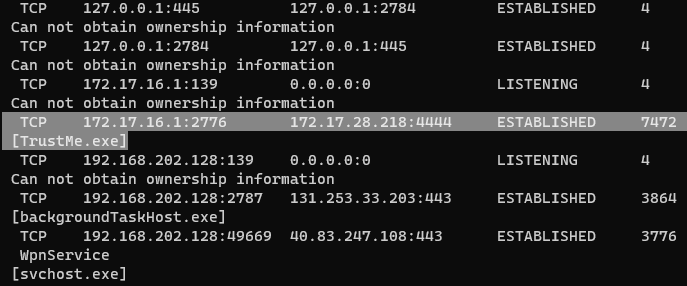 TCP    127.0.0.1:445          127.0.0.1:2784         ESTABLISHED     4
Can not obtain ownership information
TCP    127.0.0.1:2784         127.0.0.1:445          ESTABLISHED     4
Can not obtain ownership information
TCP    172.17.16.1:139        0.0.0.0:0              LISTENING       4
Can not obtain ownership information
TCP    172.17.16.1:2776       172.17.28.218:4444     ESTABLISHED     7472
[TrustMe.exe]
TCP    192.168.202.128:139    0.0.0.0:0              LISTENING       4
Can not obtain ownership information
TCP    192.168.202.128:2787   131.253.33.203:443     ESTABLISHED     3864
[backgroundTaskHost.exe]
TCP    192.168.202.128:49669  40.83.247.108:443      ESTABLISHED     3776
WpnService
[svchost.exe]